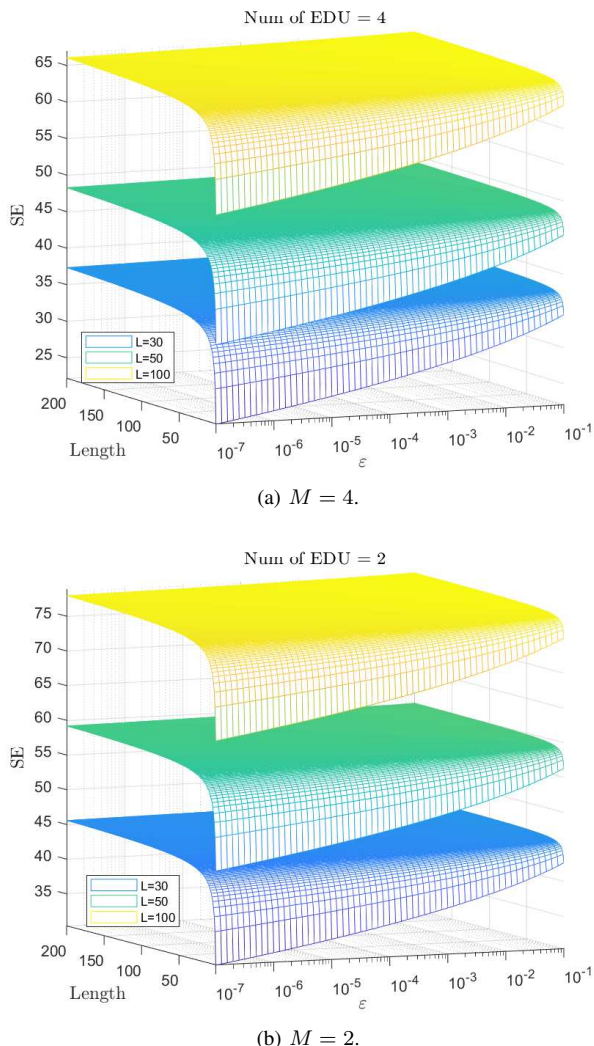 Num of EDU = 4
65
60
55
50
45
40
35
30
25
SE
L=30
L=50
L=100
200
150
100
50
Length
10^-7
10^-6
10^-5
10^-4
10^-3
10^-2
10^-1
ε
(a) M = 4.
Num of EDU = 2
75
70
65
60
55
50
45
40
35
SE
L=30
L=50
L=100
200
150
100
50
Length
10^-7
10^-6
10^-5
10^-4
10^-3
10^-2
10^-1
ε
(b) M = 2.